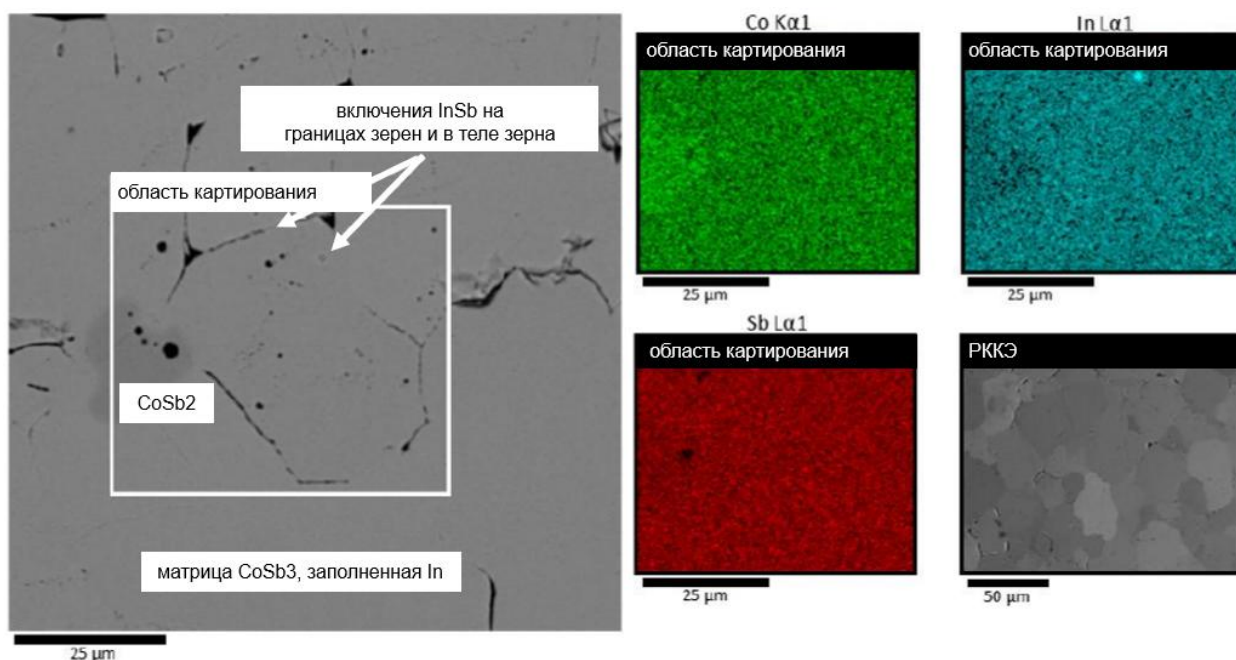 включения InSb на
границах зерен и в теле зерна
область картирования
CoSb2
матрица CoSb3, заполненная In
25 µm
Co Kα1
область картирования
25 µm
In Lα1
область картирования
25 µm
Sb Lα1
область картирования
25 µm
РККЭ
50 µm